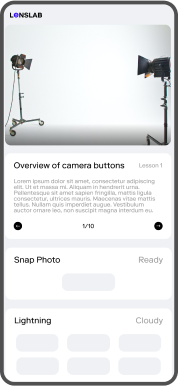 LENSLAB
Overview of camera buttons
Lesson 1
Lorem ipsum dolor sit amet, consectetur adipiscing
elit. Ut et massa mi. Aliquam in hendrerit urna.
Pellentesque sit amet sapien fringilla, mattis ligula
consectetur, ultrices mauris. Maecenas vitae mattis
tellus. Nullam quis imperdiet augue. Vestibulum
auctor ornare leo, non suscipit magna interdum eu.
1/10
Snap Photo
Ready
Lightning
Cloudy